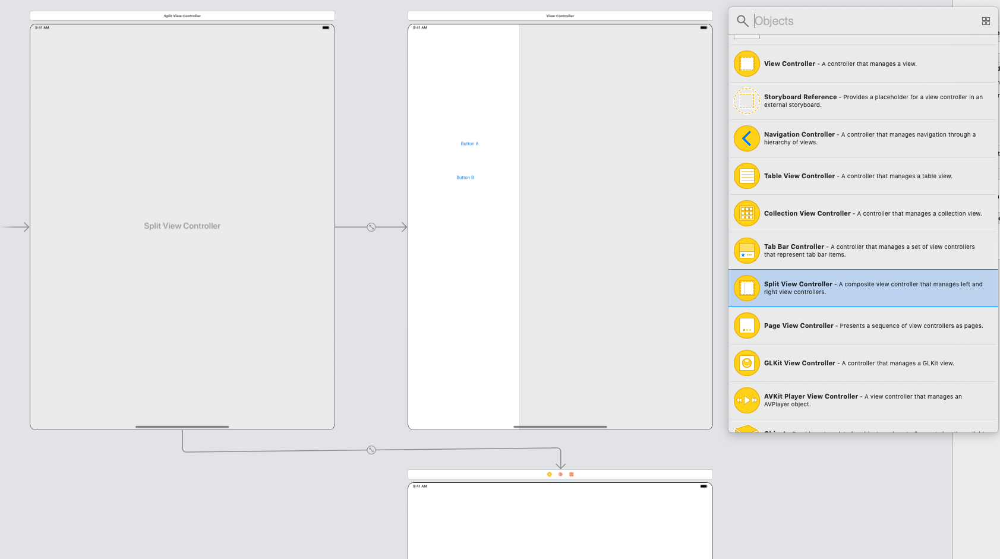 Split View Controller
9:41 AM
Split View Controller
View Controller
9:41 AM
Button A
Button B
9:41 AM
Objects
View Controller - A controller that manages a view.
Storyboard Reference - Provides a placeholder for a view controller in an
external storyboard.
Navigation Controller - A controller that manages navigation through a
hierarchy of views.
Table View Controller - A controller that manages a table view.
Collection View Controller - A controller that manages a collection view.
Tab Bar Controller - A controller that manages a set of view controllers
that represent tab bar items.
Split View Controller - A composite view controller that manages left and
right view controllers.
Page View Controller - Presents a sequence of view controllers as pages.
GLKit View Controller - A controller that manages a GLKit view.
AVKit Player View Controller - A view controller that manages an
AVPlayer object.